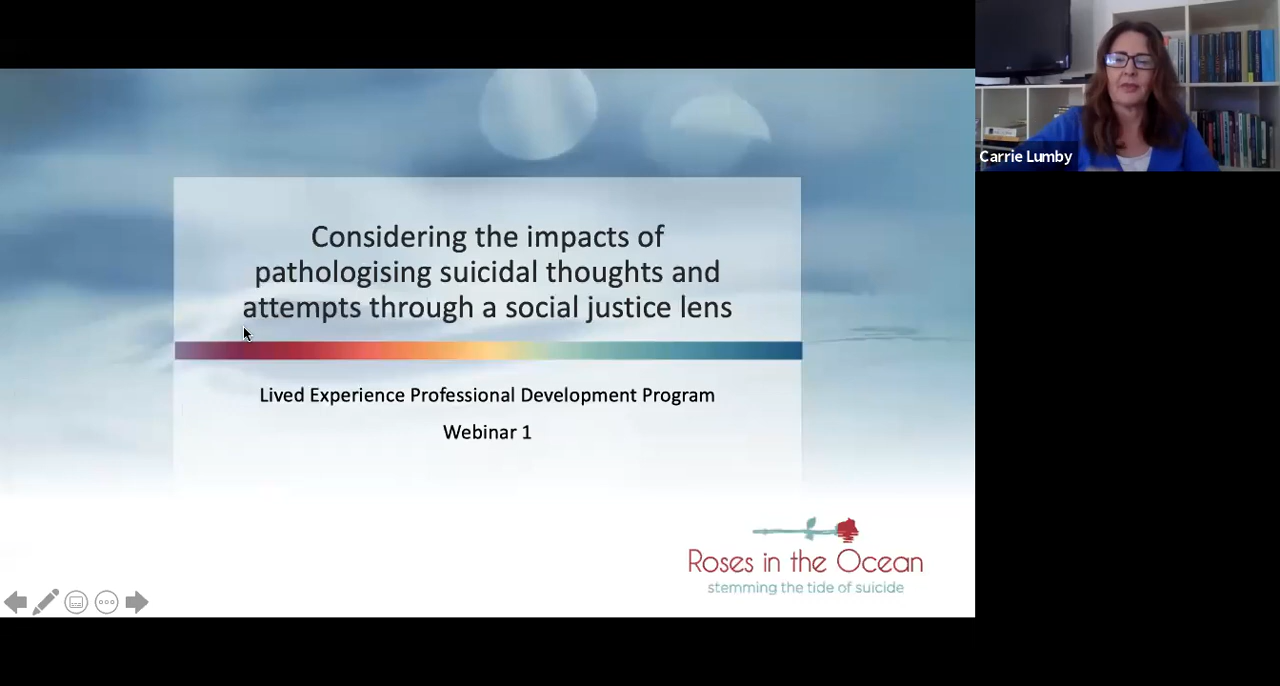 Considering the impacts of
pathologising suicidal thoughts and
attempts through a social justice lens
Lived Experience Professional Development Program
Webinar 1
Roses in the Ocean
stemming the tide of suicide
Carrie Lumby